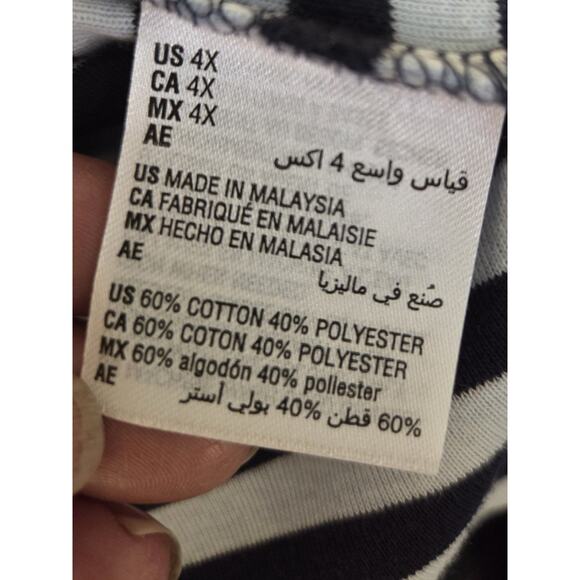 US 4X
CA 4X
MX 4X
AE
قياس واسع 4 اكس
US MADE IN MALAYSIA
CA FABRIQUÉ EN MALAISIE
MX HECHO EN MALASIA
AE
صُنع في ماليزيا
US 60% COTTON 40% POLYESTER
CA 60% COTON 40% POLYESTER
MX 60% algodón 40% poliester
AE
60% قطن 40% بولي أستر